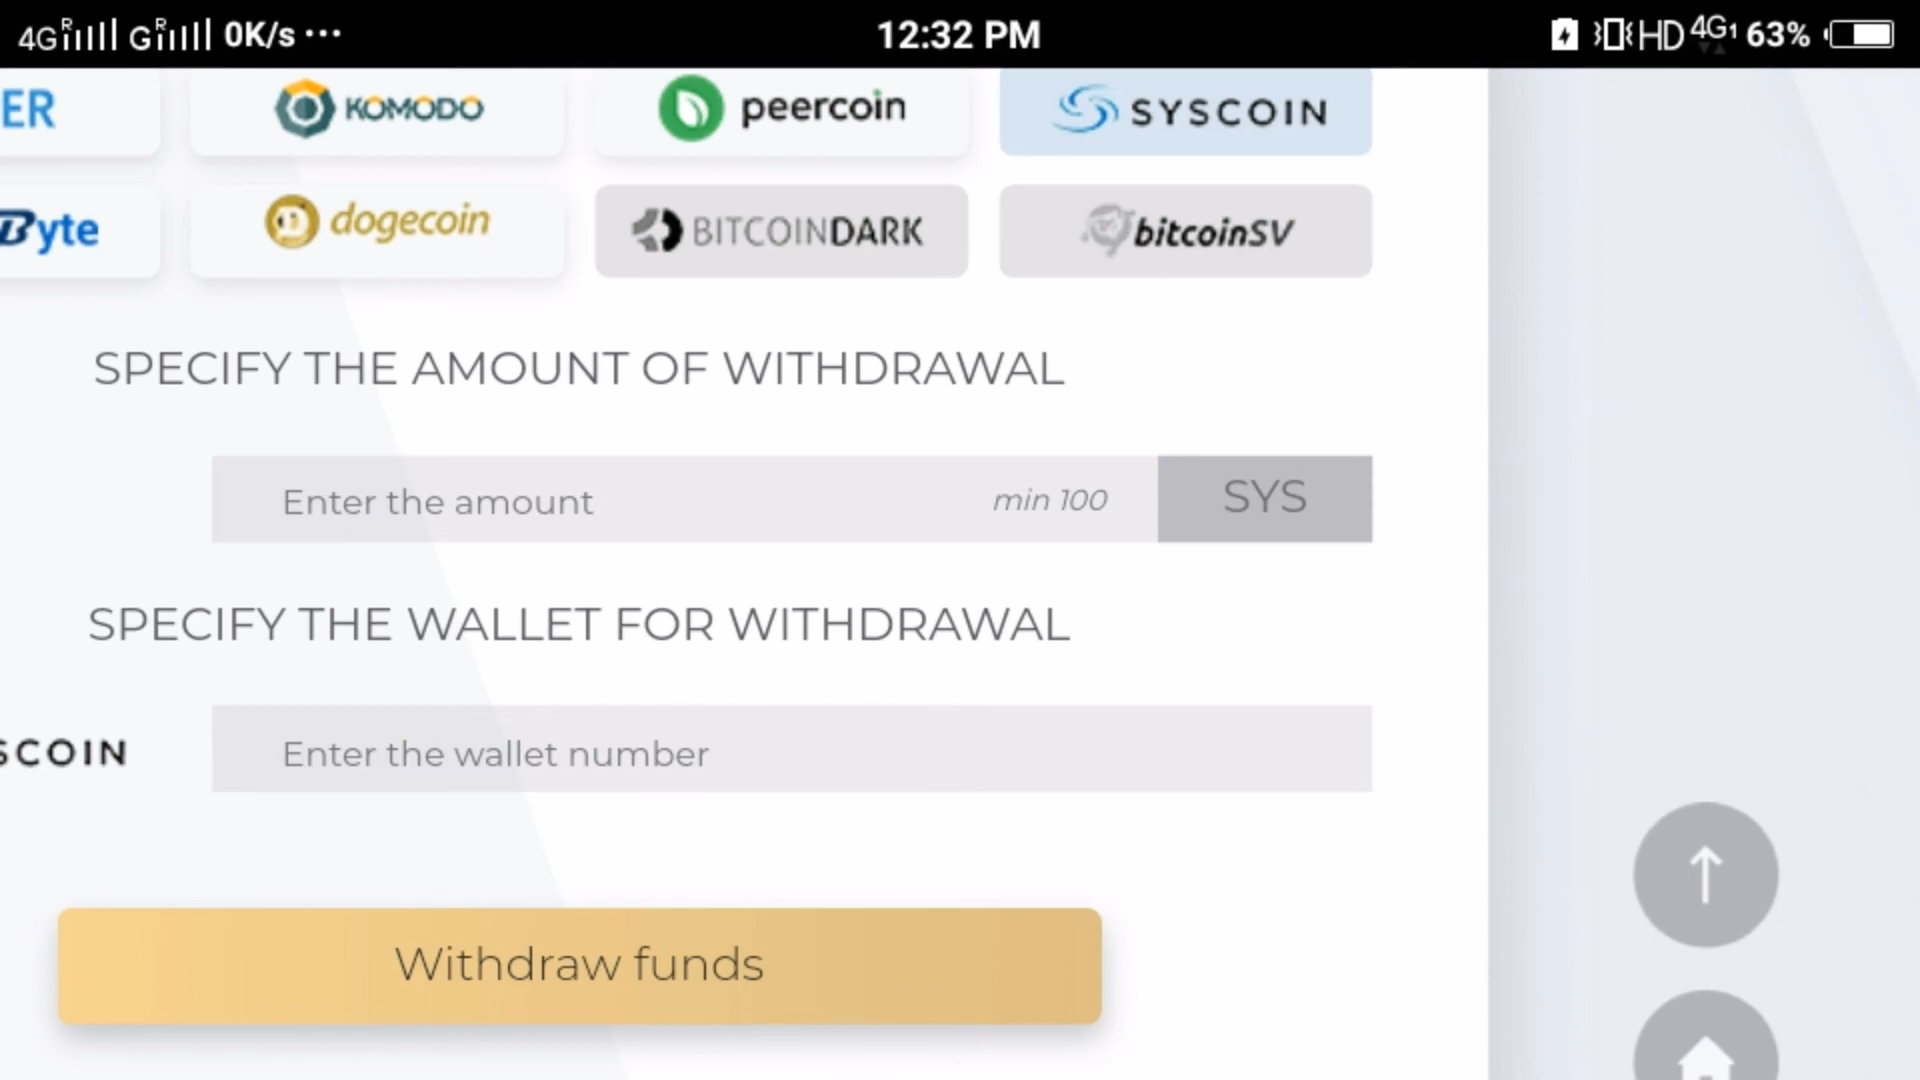 4G R G R 0K/s ...
12:32 PM
HD 4G1 63%
ER
KOMODO
peercoin
SYSCOIN
Byte
dogecoin
BITCOINDARK
bitcoinSV
SPECIFY THE AMOUNT OF WITHDRAWAL
Enter the amount
min 100
SYS
SPECIFY THE WALLET FOR WITHDRAWAL
SCOIN
Enter the wallet number
Withdraw funds